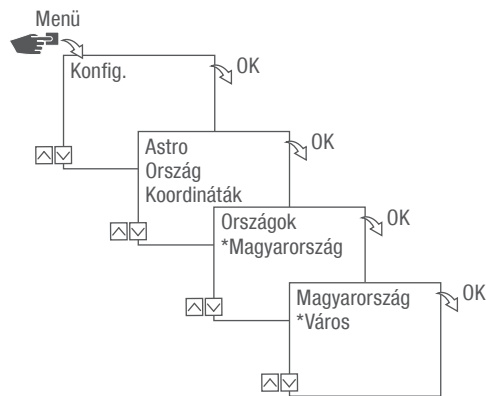 Menü
Konfig.
OK
Astro
Ország
Koordináták
OK
Országok
*Magyarország
OK
Magyarország
*Város
OK